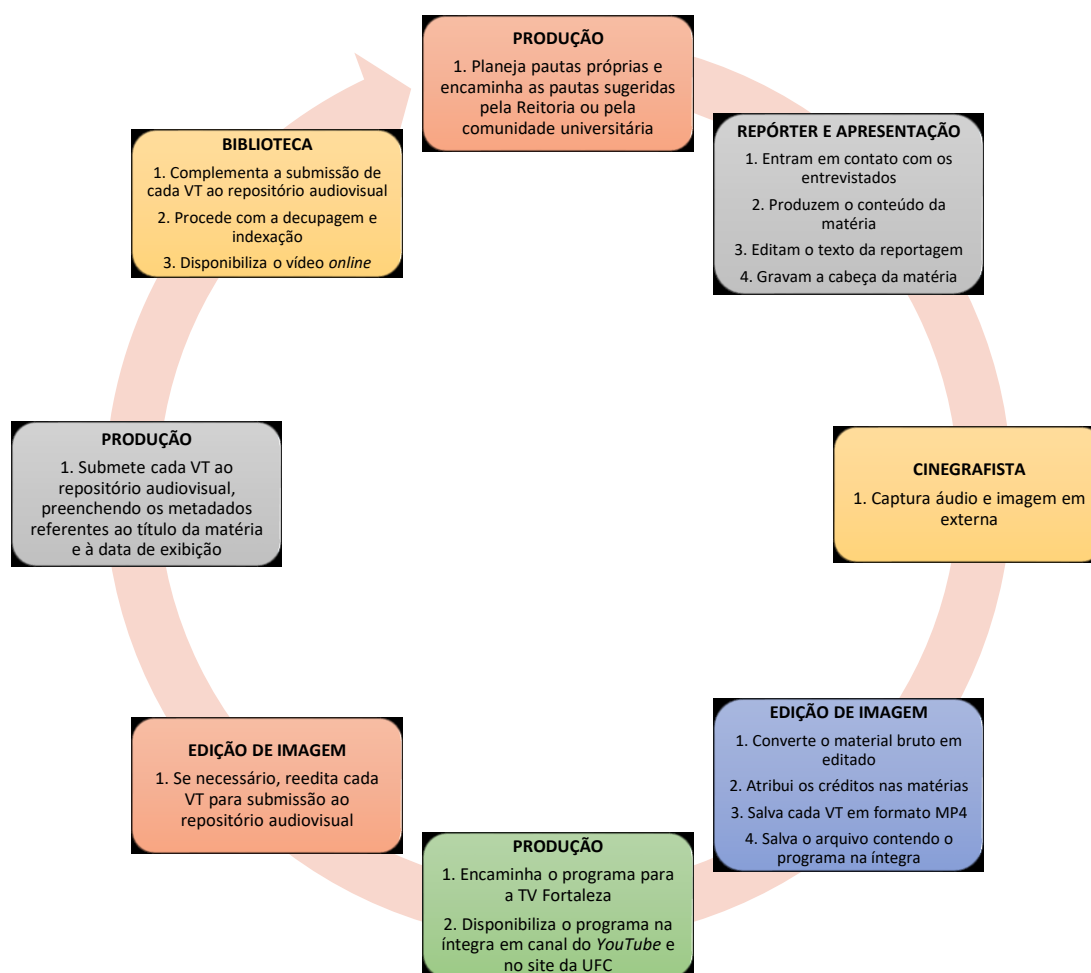 PRODUÇÃO
1. Planeja pautas próprias e
encaminha as pautas sugeridas
pela Reitoria ou pela
comunidade universitária
REPÓRTER E APRESENTAÇÃO
1. Entram em contato com os
entrevistados
2. Produzem o conteúdo da
matéria
3. Editam o texto da reportagem
4. Gravam a cabeça da matéria
CINEGRAFISTA
1. Captura áudio e imagem em
externa
EDIÇÃO DE IMAGEM
1. Converte o material bruto em
editado
2. Atribui os créditos nas matérias
3. Salva cada VT em formato MP4
4. Salva o arquivo contendo o
programa na íntegra
PRODUÇÃO
1. Encaminha o programa para
a TV Fortaleza
2. Disponibiliza o programa na
íntegra em canal do YouTube e
no site da UFC
EDIÇÃO DE IMAGEM
1. Se necessário, reedita cada
VT para submissão ao
repositório audiovisual
PRODUÇÃO
1. Submete cada VT ao
repositório audiovisual,
preenchendo os metadados
referentes ao título da matéria
e à data de exibição
BIBLIOTECA
1. Complementa a submissão de
cada VT ao repositório audiovisual
2. Procede com a decupagem e
indexação
3. Disponibiliza o vídeo online